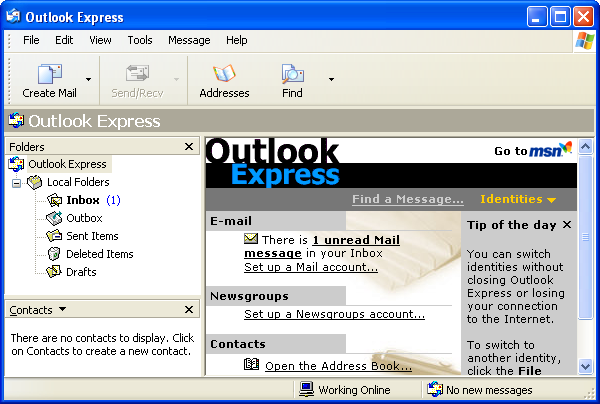 Outlook Express
File Edit View Tools Message Help
Create Mail Send/Recv Addresses Find
Outlook Express
Folders
Outlook Express
Local Folders
Inbox (1)
Outbox
Sent Items
Deleted Items
Drafts
Contacts
There are no contacts to display. Click
on Contacts to create a new contact.
Outlook
Express
Go to msn
Find a Message... Identities
E-mail
There is 1 unread Mail
message in your Inbox
Set up a Mail account...
Newsgroups
Set up a Newsgroups account...
Contacts
Open the Address Book...
Tip of the day
You can switch
identities without
closing Outlook
Express or losing
your connection
to the Internet.
To switch to
another identity,
click the File
Working Online No new messages